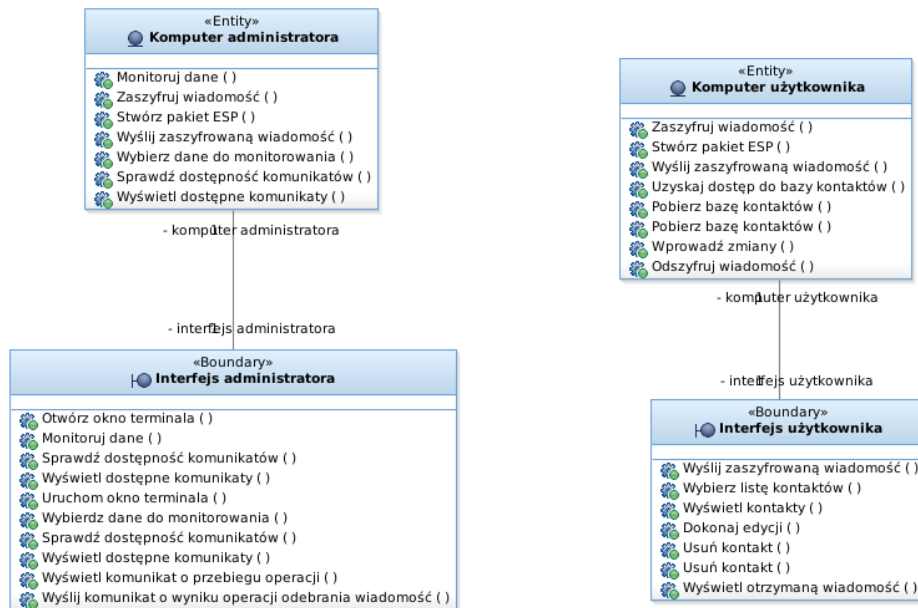 «Entity»
Komputer administratora
Monitoruj dane ( )
Zaszyfruj wiadomość ( )
Stwórz pakiet ESP ( )
Wyślij zaszyfrowaną wiadomość ( )
Wybierz dane do monitorowania ( )
Sprawdź dostępność komunikatów ( )
Wyświetl dostępne komunikaty ( )
- komputer administratora
1
- interfejs administratora
1
«Boundary»
Interfejs administratora
Otwórz okno terminala ( )
Monitoruj dane ( )
Sprawdź dostępność komunikatów ( )
Wyświetl dostępne komunikaty ( )
Uruchom okno terminala ( )
Wybierdz dane do monitorowania ( )
Sprawdź dostępność komunikatów ( )
Wyświetl dostępne komunikaty ( )
Wyświetl komunikat o przebiegu operacji ( )
Wyślij komunikat o wyniku operacji odebrania wiadomość ( )
«Entity»
Komputer użytkownika
Zaszyfruj wiadomość ( )
Stwórz pakiet ESP ( )
Wyślij zaszyfrowaną wiadomość ( )
Uzyskaj dostęp do bazy kontaktów ( )
Pobierz bazę kontaktów ( )
Pobierz bazę kontaktów ( )
Wprowadź zmiany ( )
Odszyfruj wiadomość ( )
- komputer użytkownika
1
- interfejs użytkownika
1
«Boundary»
Interfejs użytkownika
Wyślij zaszyfrowaną wiadomość ( )
Wybierz listę kontaktów ( )
Wyświetl kontakty ( )
Dokonaj edycji ( )
Usuń kontakt ( )
Usuń kontakt ( )
Wyświetl otrzymaną wiadomość ( )